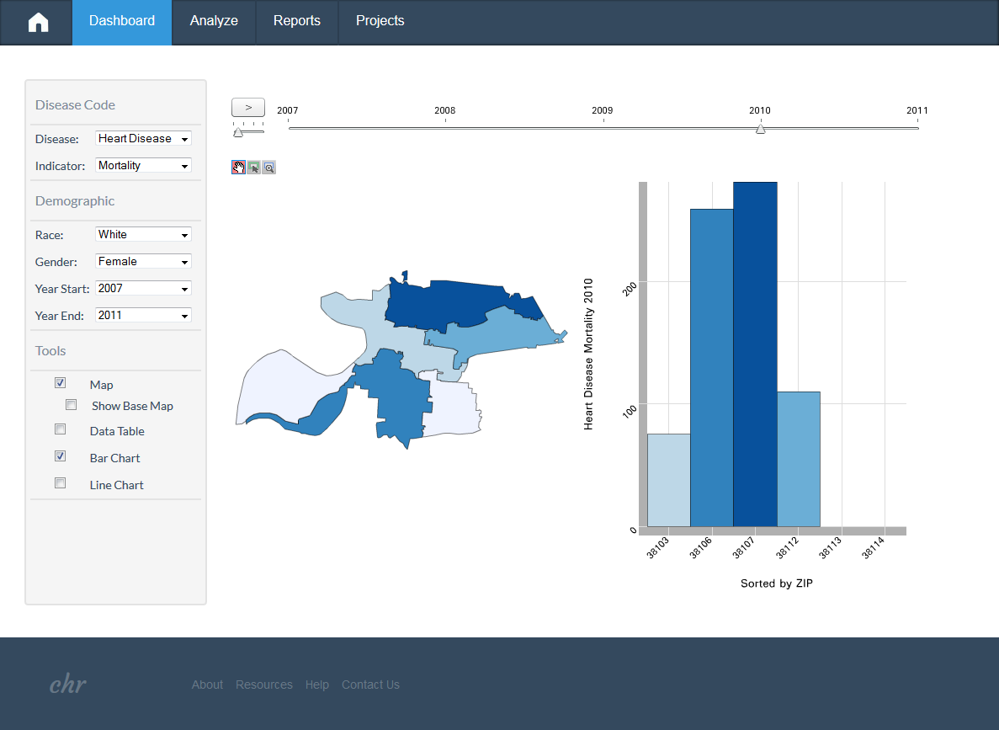 Dashboard Analyze Reports Projects
Disease Code
Disease: Heart Disease
Indicator: Mortality
Demographic
Race: White
Gender: Female
Year Start: 2007
Year End: 2011
Tools
Map
Show Base Map
Data Table
Bar Chart
Line Chart
>
2007 2008 2009 2010 2011
Heart Disease Mortality 2010
200
100
0
38103 38106 38107 38112 38113 38114
Sorted by ZIP
chr
About Resources Help Contact Us